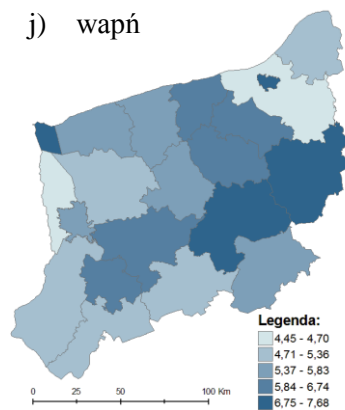 j) wapń
Legenda:
4,45 - 4,70
4,71 - 5,36
5,37 - 5,83
5,84 - 6,74
6,75 - 7,68
0 25 50 100 Km